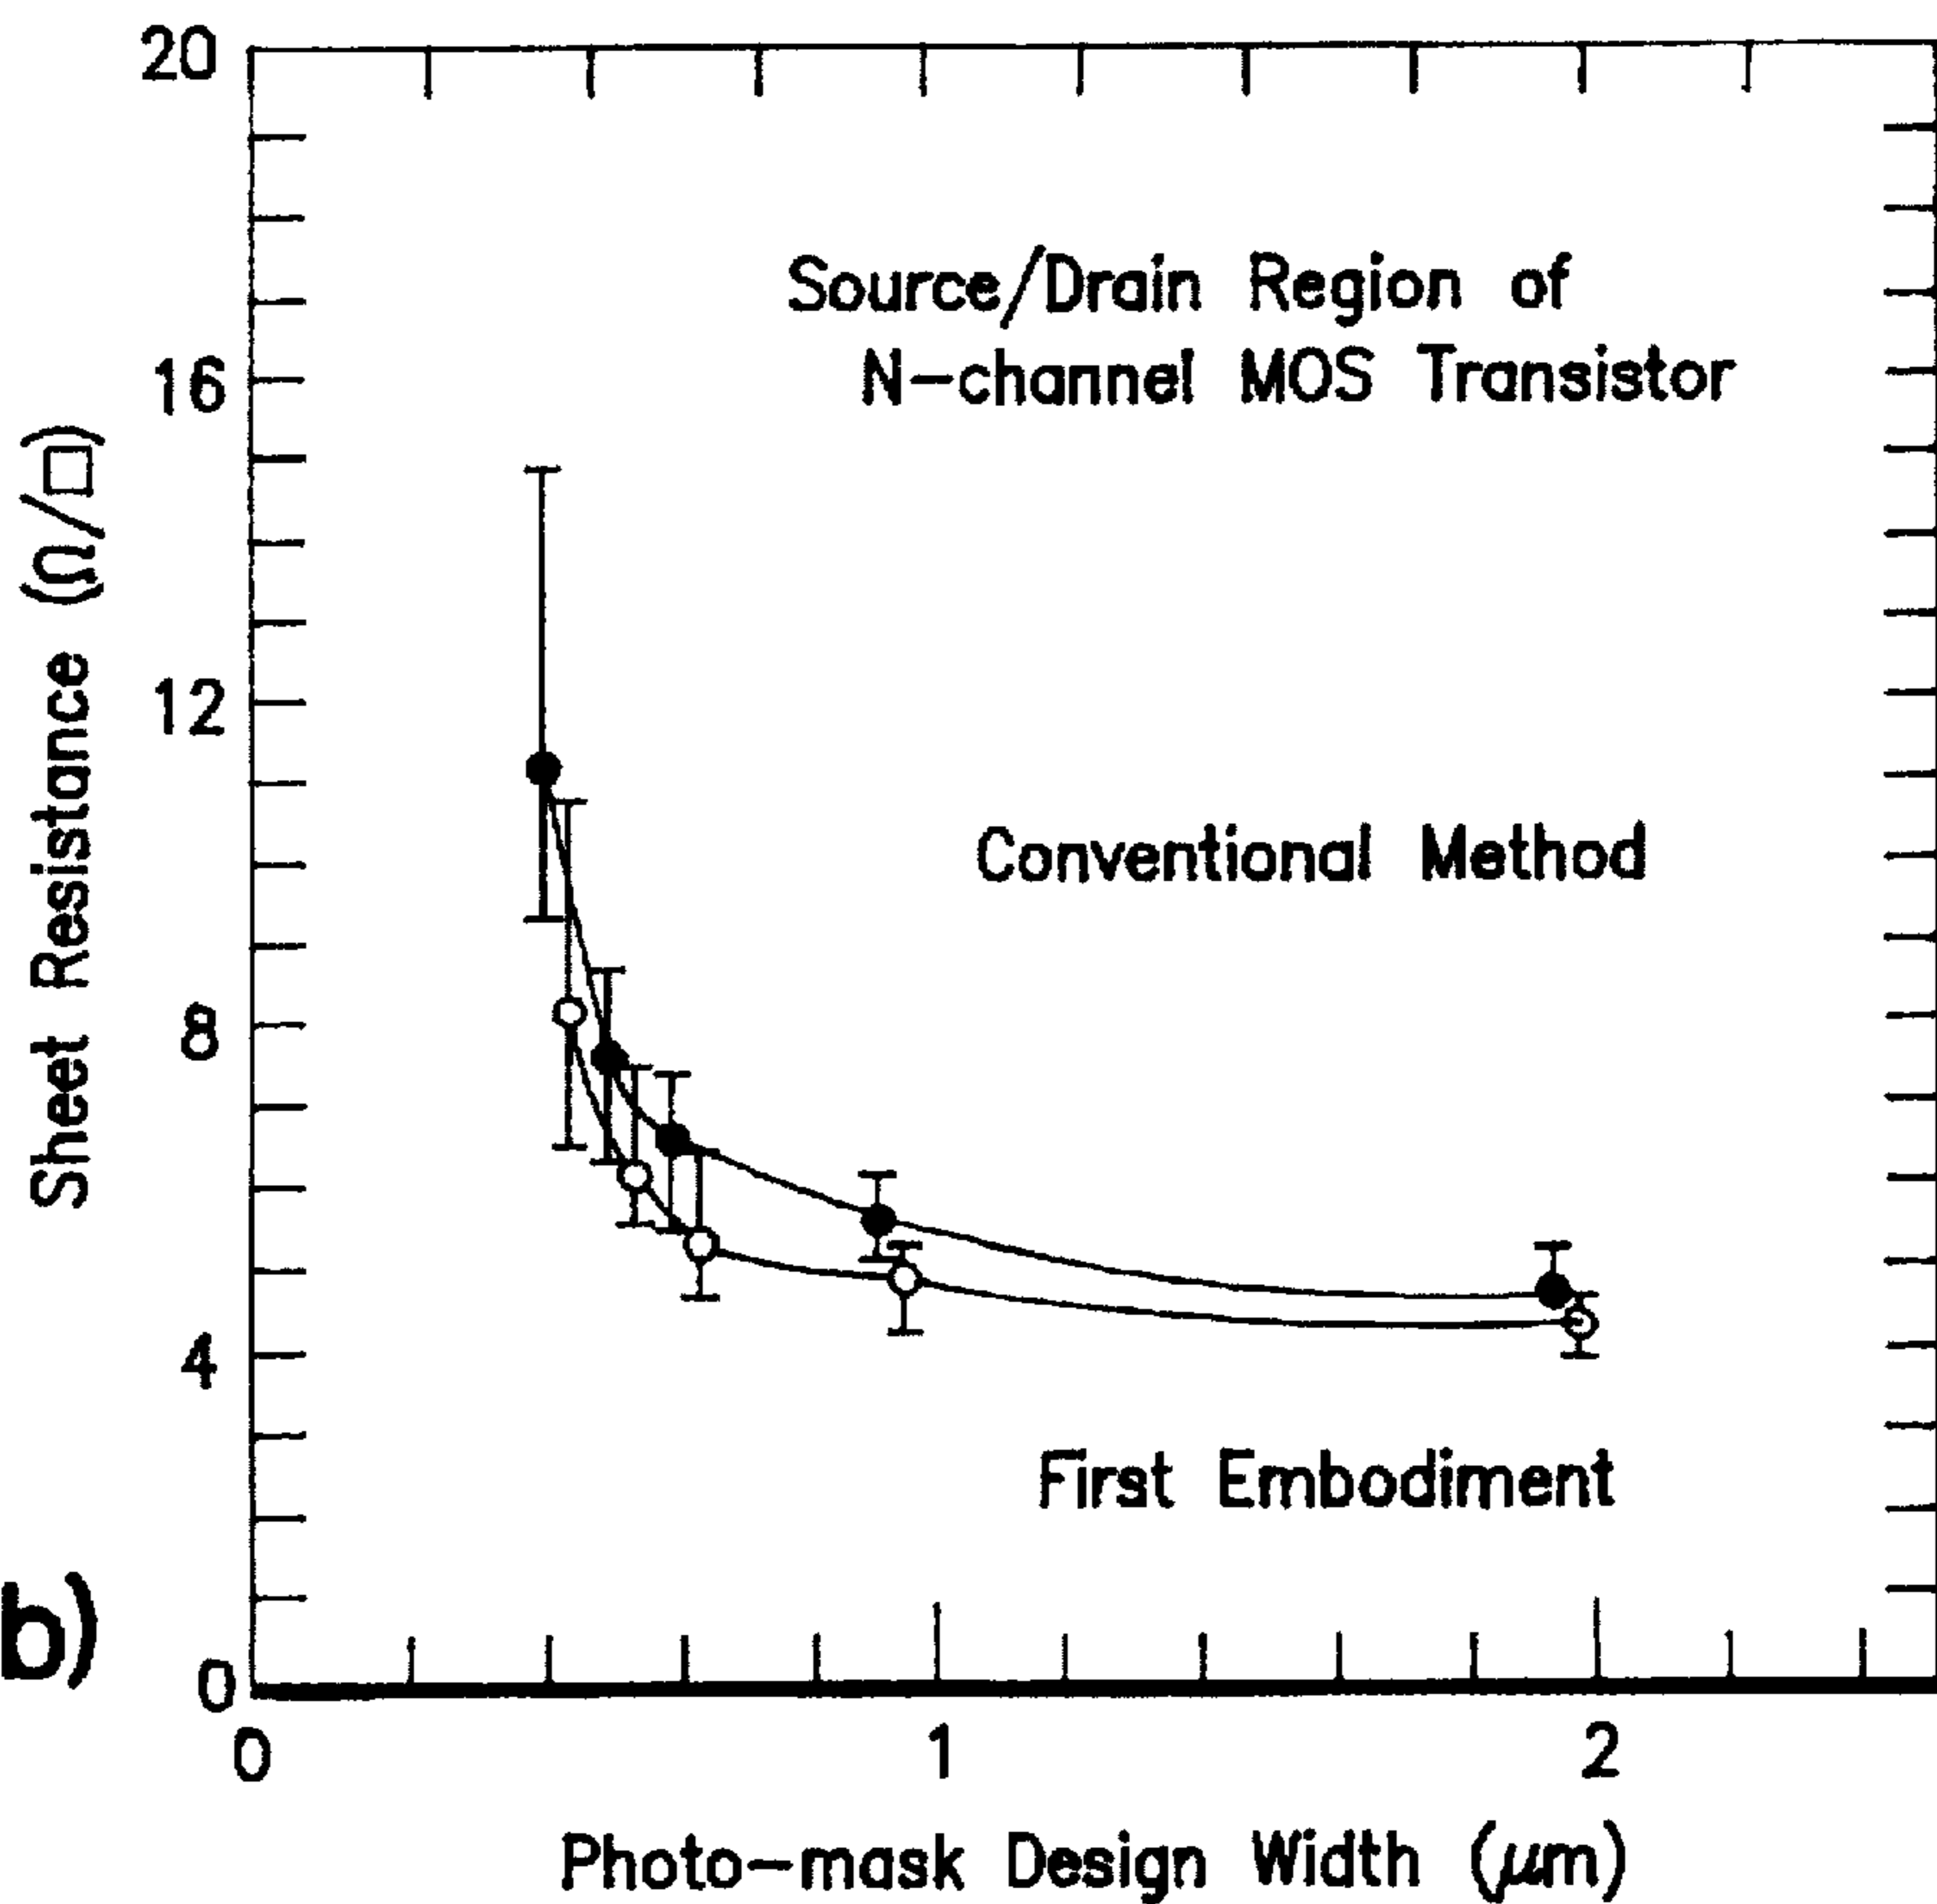 20
Source/Drain Region of
N-channel MOS Transistor
16
Sheet Resistance (Ω/□)
12
Conventional Method
8
4
First Embodiment
b)
0
0 1 2
Photo-mask Design Width (μm)